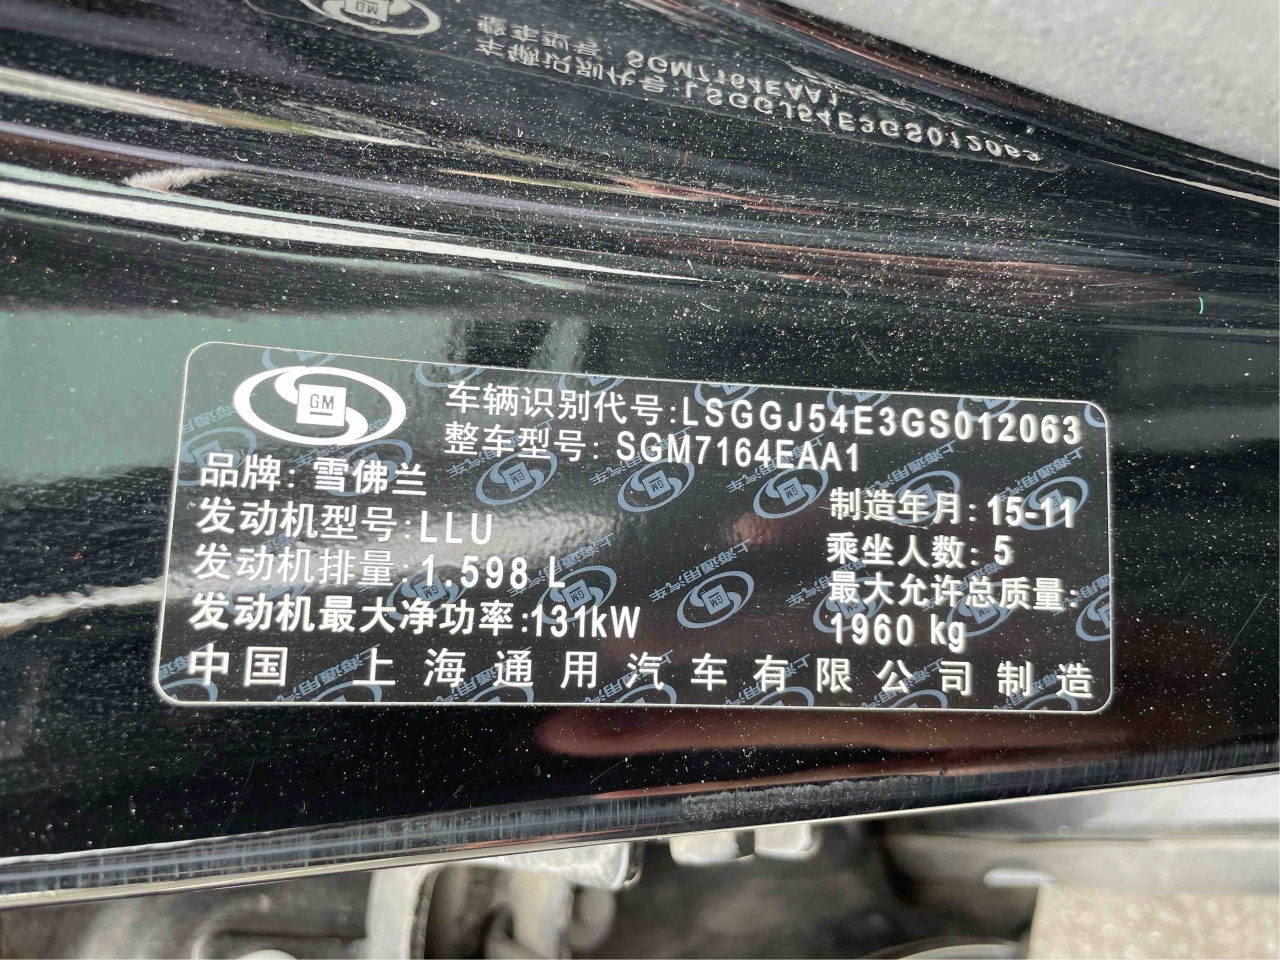 GM
车辆识别代号:LSGGJ54E3GS012063
整车型号: SGM7164EAA1
品牌: 雪佛兰
制造年月: 15-11
发动机型号:LLU
乘坐人数: 5
发动机排量:1.598 L
最大允许总质量:
1960 kg
发动机最大净功率:131kW
中国 上海通用汽车有限公司制造